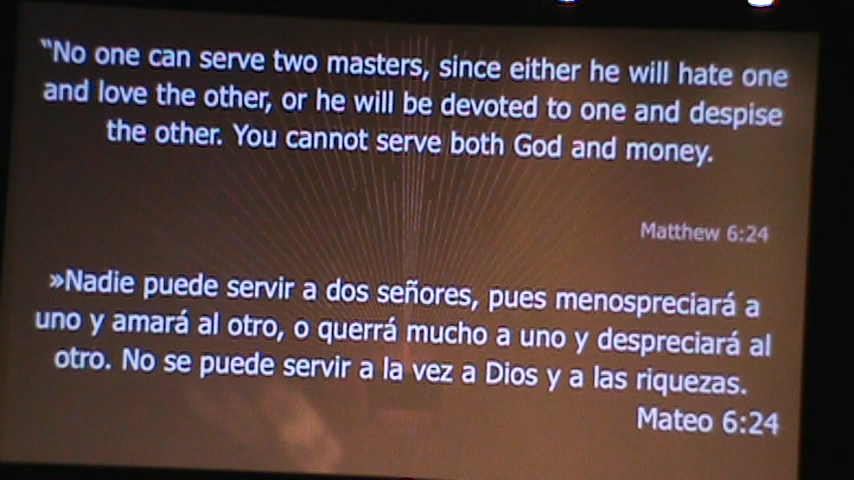 “No one can serve two masters, since either he will hate one
and love the other, or he will be devoted to one and despise
the other. You cannot serve both God and money.
Matthew 6:24
»Nadie puede servir a dos señores, pues menospreciará a
uno y amará al otro, o querrá mucho a uno y despreciará al
otro. No se puede servir a la vez a Dios y a las riquezas.
Mateo 6:24